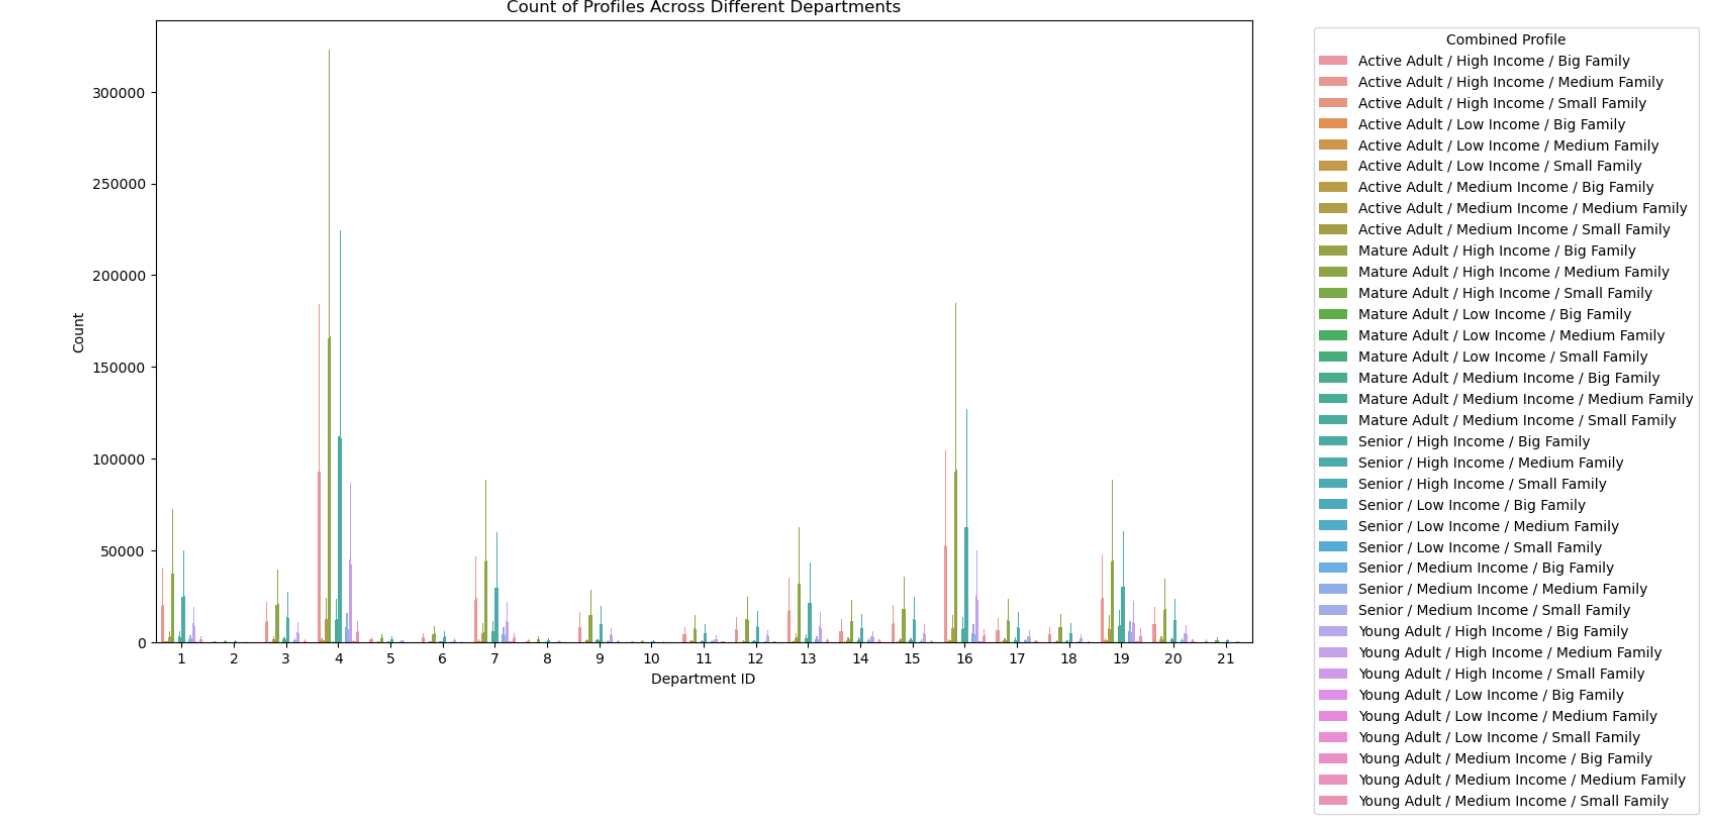 Count of Profiles Across Different Departments
300000
250000
200000
150000
100000
50000
0
Count
1 2 3 4 5 6 7 8 9 10 11 12 13 14 15 16 17 18 19 20 21
Department ID
Combined Profile
Active Adult / High Income / Big Family
Active Adult / High Income / Medium Family
Active Adult / High Income / Small Family
Active Adult / Low Income / Big Family
Active Adult / Low Income / Medium Family
Active Adult / Low Income / Small Family
Active Adult / Medium Income / Big Family
Active Adult / Medium Income / Medium Family
Active Adult / Medium Income / Small Family
Mature Adult / High Income / Big Family
Mature Adult / High Income / Medium Family
Mature Adult / High Income / Small Family
Mature Adult / Low Income / Big Family
Mature Adult / Low Income / Medium Family
Mature Adult / Low Income / Small Family
Mature Adult / Medium Income / Big Family
Mature Adult / Medium Income / Medium Family
Mature Adult / Medium Income / Small Family
Senior / High Income / Big Family
Senior / High Income / Medium Family
Senior / High Income / Small Family
Senior / Low Income / Big Family
Senior / Low Income / Medium Family
Senior / Low Income / Small Family
Senior / Medium Income / Big Family
Senior / Medium Income / Medium Family
Senior / Medium Income / Small Family
Young Adult / High Income / Big Family
Young Adult / High Income / Medium Family
Young Adult / High Income / Small Family
Young Adult / Low Income / Big Family
Young Adult / Low Income / Medium Family
Young Adult / Low Income / Small Family
Young Adult / Medium Income / Big Family
Young Adult / Medium Income / Medium Family
Young Adult / Medium Income / Small Family